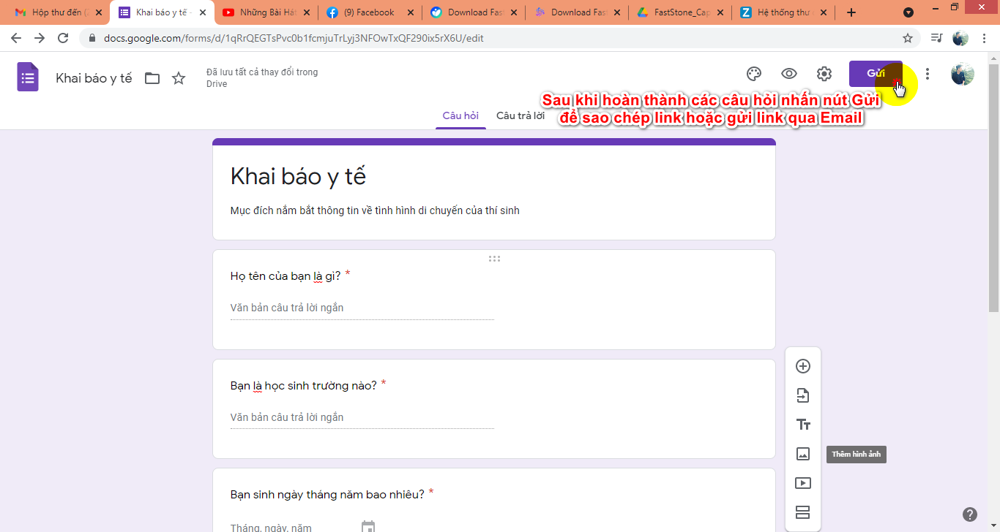 Hộp thư đến (2
Khai báo y tế -
Những Bài Hát
(9) Facebook
Download Fast
Download Fast
FastStone_Cap
Hệ thống thư
docs.google.com/forms/d/1qRrQEGTsPvc0b1fcmjuTrLyj3NFOwTxQF290ix5rX6U/edit
Khai báo y tế
Đã lưu tất cả thay đổi trong
Drive
Gửi
Sau khi hoàn thành các câu hỏi nhấn nút Gửi
để sao chép link hoặc gửi link qua Email
Câu hỏi
Câu trả lời
Khai báo y tế
Mục đích nắm bắt thông tin về tình hình di chuyển của thí sinh
Họ tên của bạn là gì? *
Văn bản câu trả lời ngắn
Bạn là học sinh trường nào? *
Văn bản câu trả lời ngắn
Thêm hình ảnh
Bạn sinh ngày tháng năm bao nhiêu? *
Tháng, ngày, năm